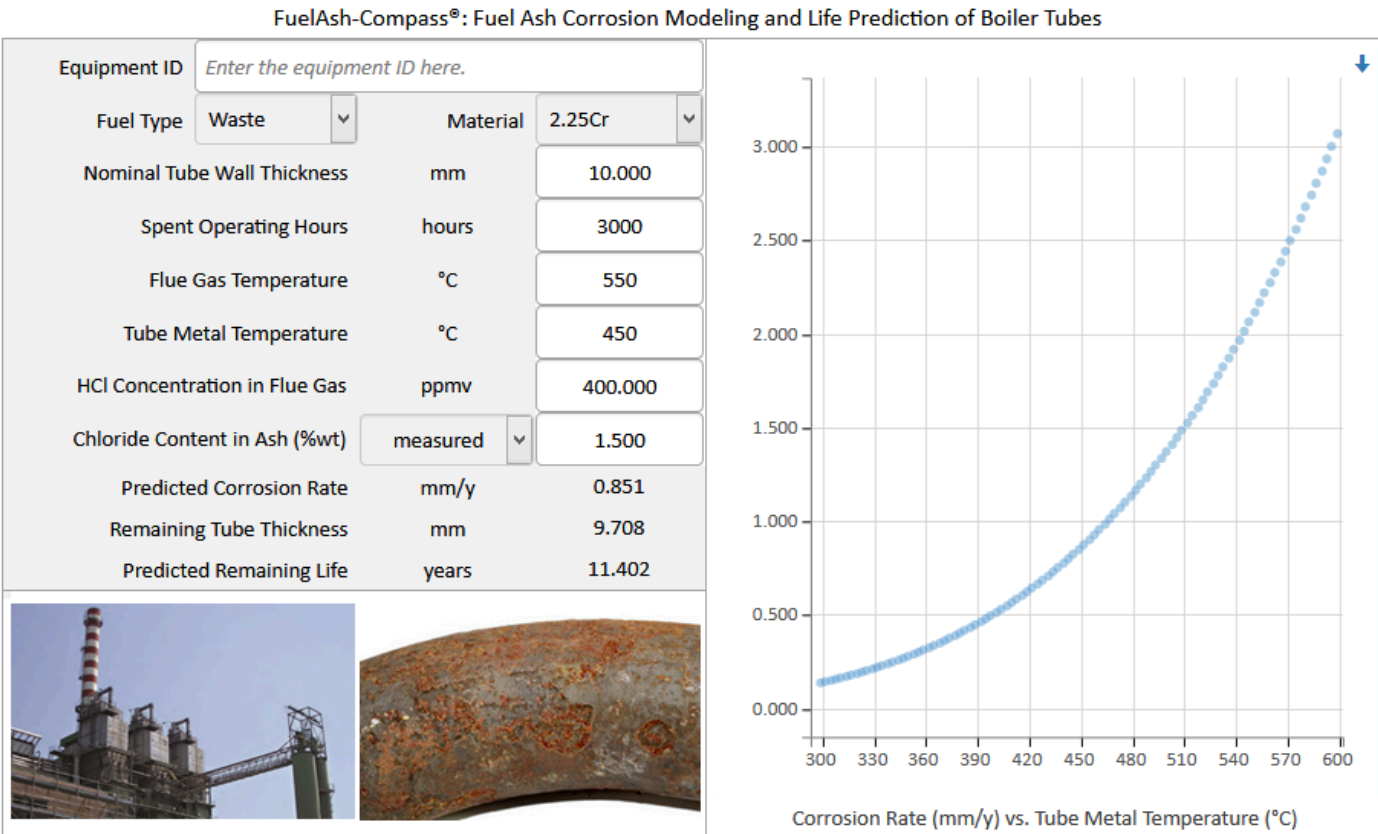 FuelAsh-Compass®: Fuel Ash Corrosion Modeling and Life Prediction of Boiler Tubes
Equipment ID Enter the equipment ID here.
Fuel Type Waste Material 2.25Cr
Nominal Tube Wall Thickness mm 10.000
Spent Operating Hours hours 3000
Flue Gas Temperature °C 550
Tube Metal Temperature °C 450
HCl Concentration in Flue Gas ppmv 400.000
Chloride Content in Ash (%wt) measured 1.500
Predicted Corrosion Rate mm/y 0.851
Remaining Tube Thickness mm 9.708
Predicted Remaining Life years 11.402
3.000
2.500
2.000
1.500
1.000
0.500
0.000
300 330 360 390 420 450 480 510 540 570 600
Corrosion Rate (mm/y) vs. Tube Metal Temperature (°C)